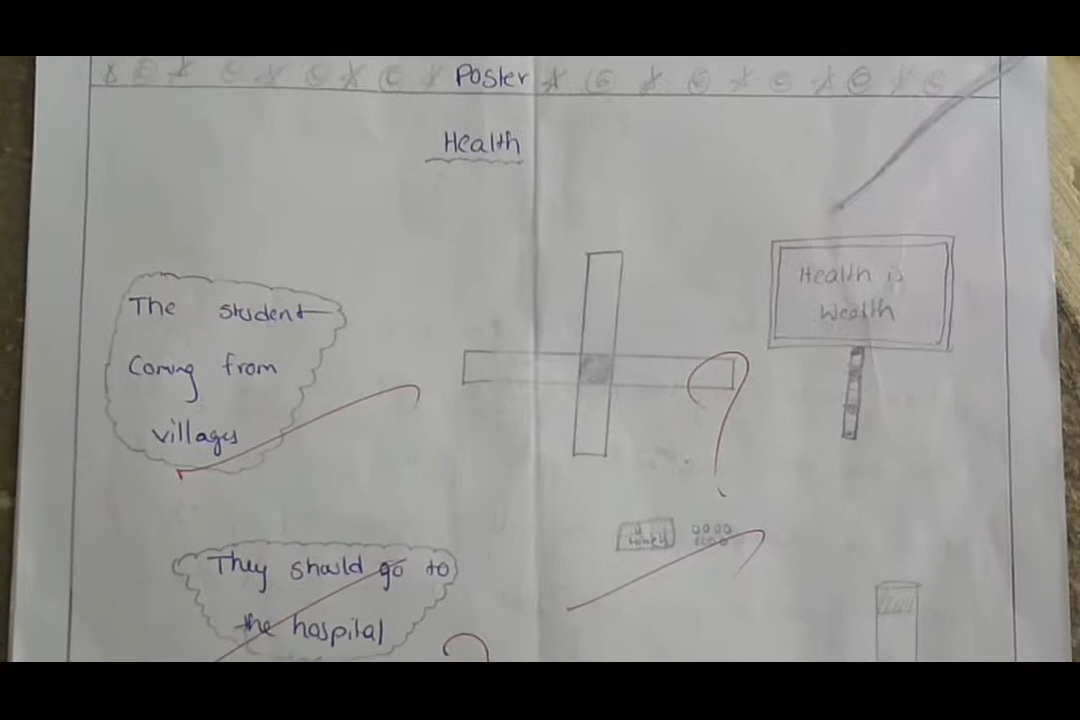 Poster
Health
The student
Coming from
villages
Health is
Wealth
They should go to
the hospital